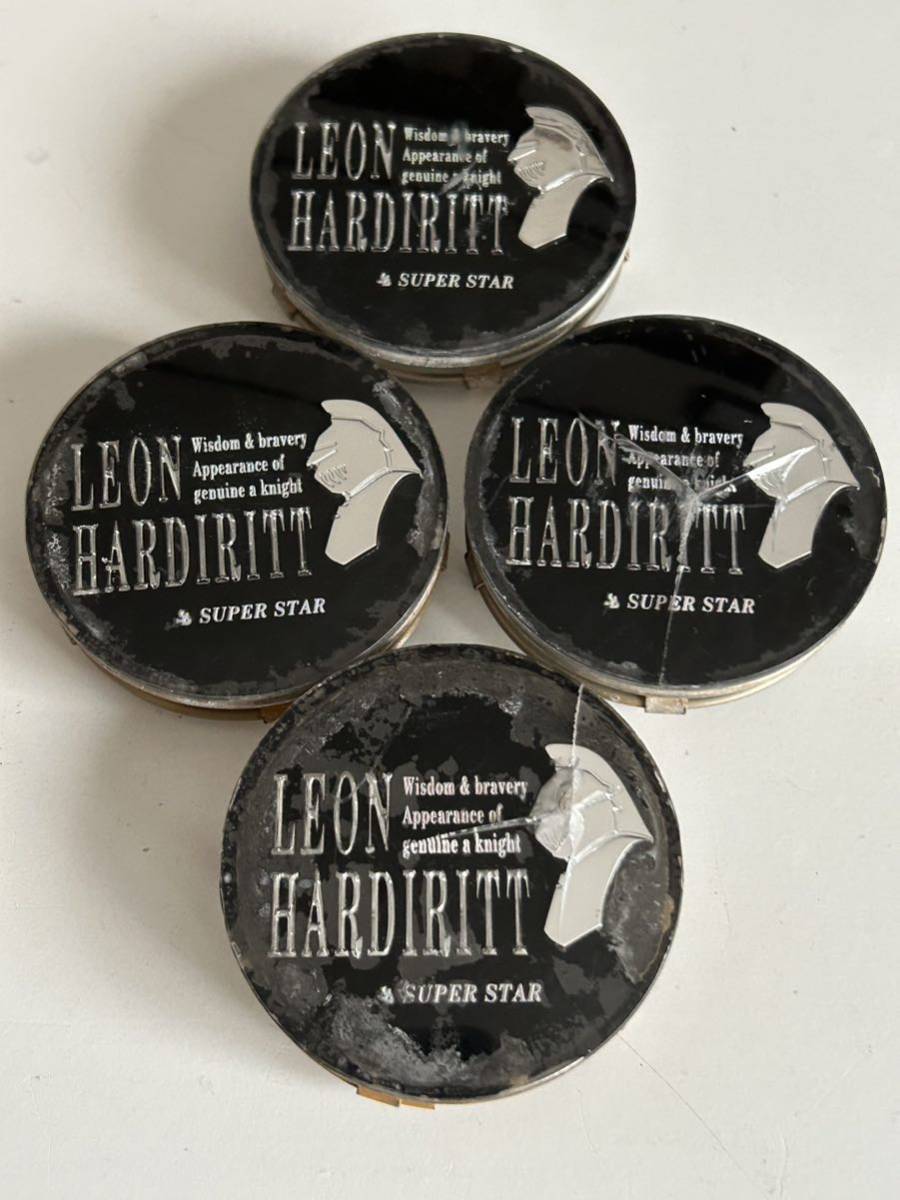 LEON
Wisdom & bravery
Appearance of
genuine a knight
HARDIRITT
SUPER STAR
LEON
Wisdom & bravery
Appearance of
genuine a knight
HARDIRITT
SUPER STAR
LEON
Wisdom & bravery
Appearance of
genuine a knight
HARDIRITT
SUPER STAR
LEON
Wisdom & bravery
Appearance of
genuine a knight
HARDIRITT
SUPER STAR